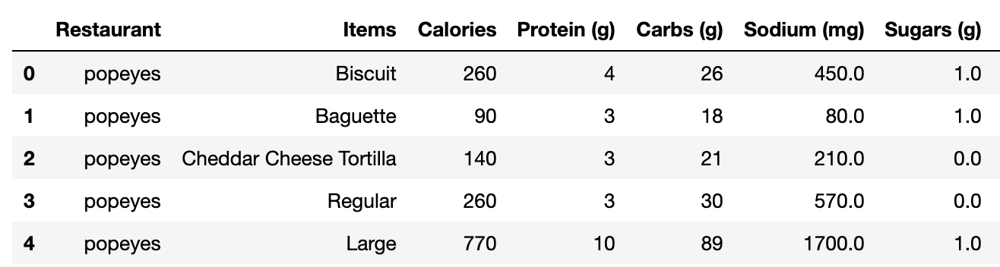 Restaurant Items Calories Protein (g) Carbs (g) Sodium (mg) Sugars (g)
0 popeyes Biscuit 260 4 26 450.0 1.0
1 popeyes Baguette 90 3 18 80.0 1.0
2 popeyes Cheddar Cheese Tortilla 140 3 21 210.0 0.0
3 popeyes Regular 260 3 30 570.0 0.0
4 popeyes Large 770 10 89 1700.0 1.0